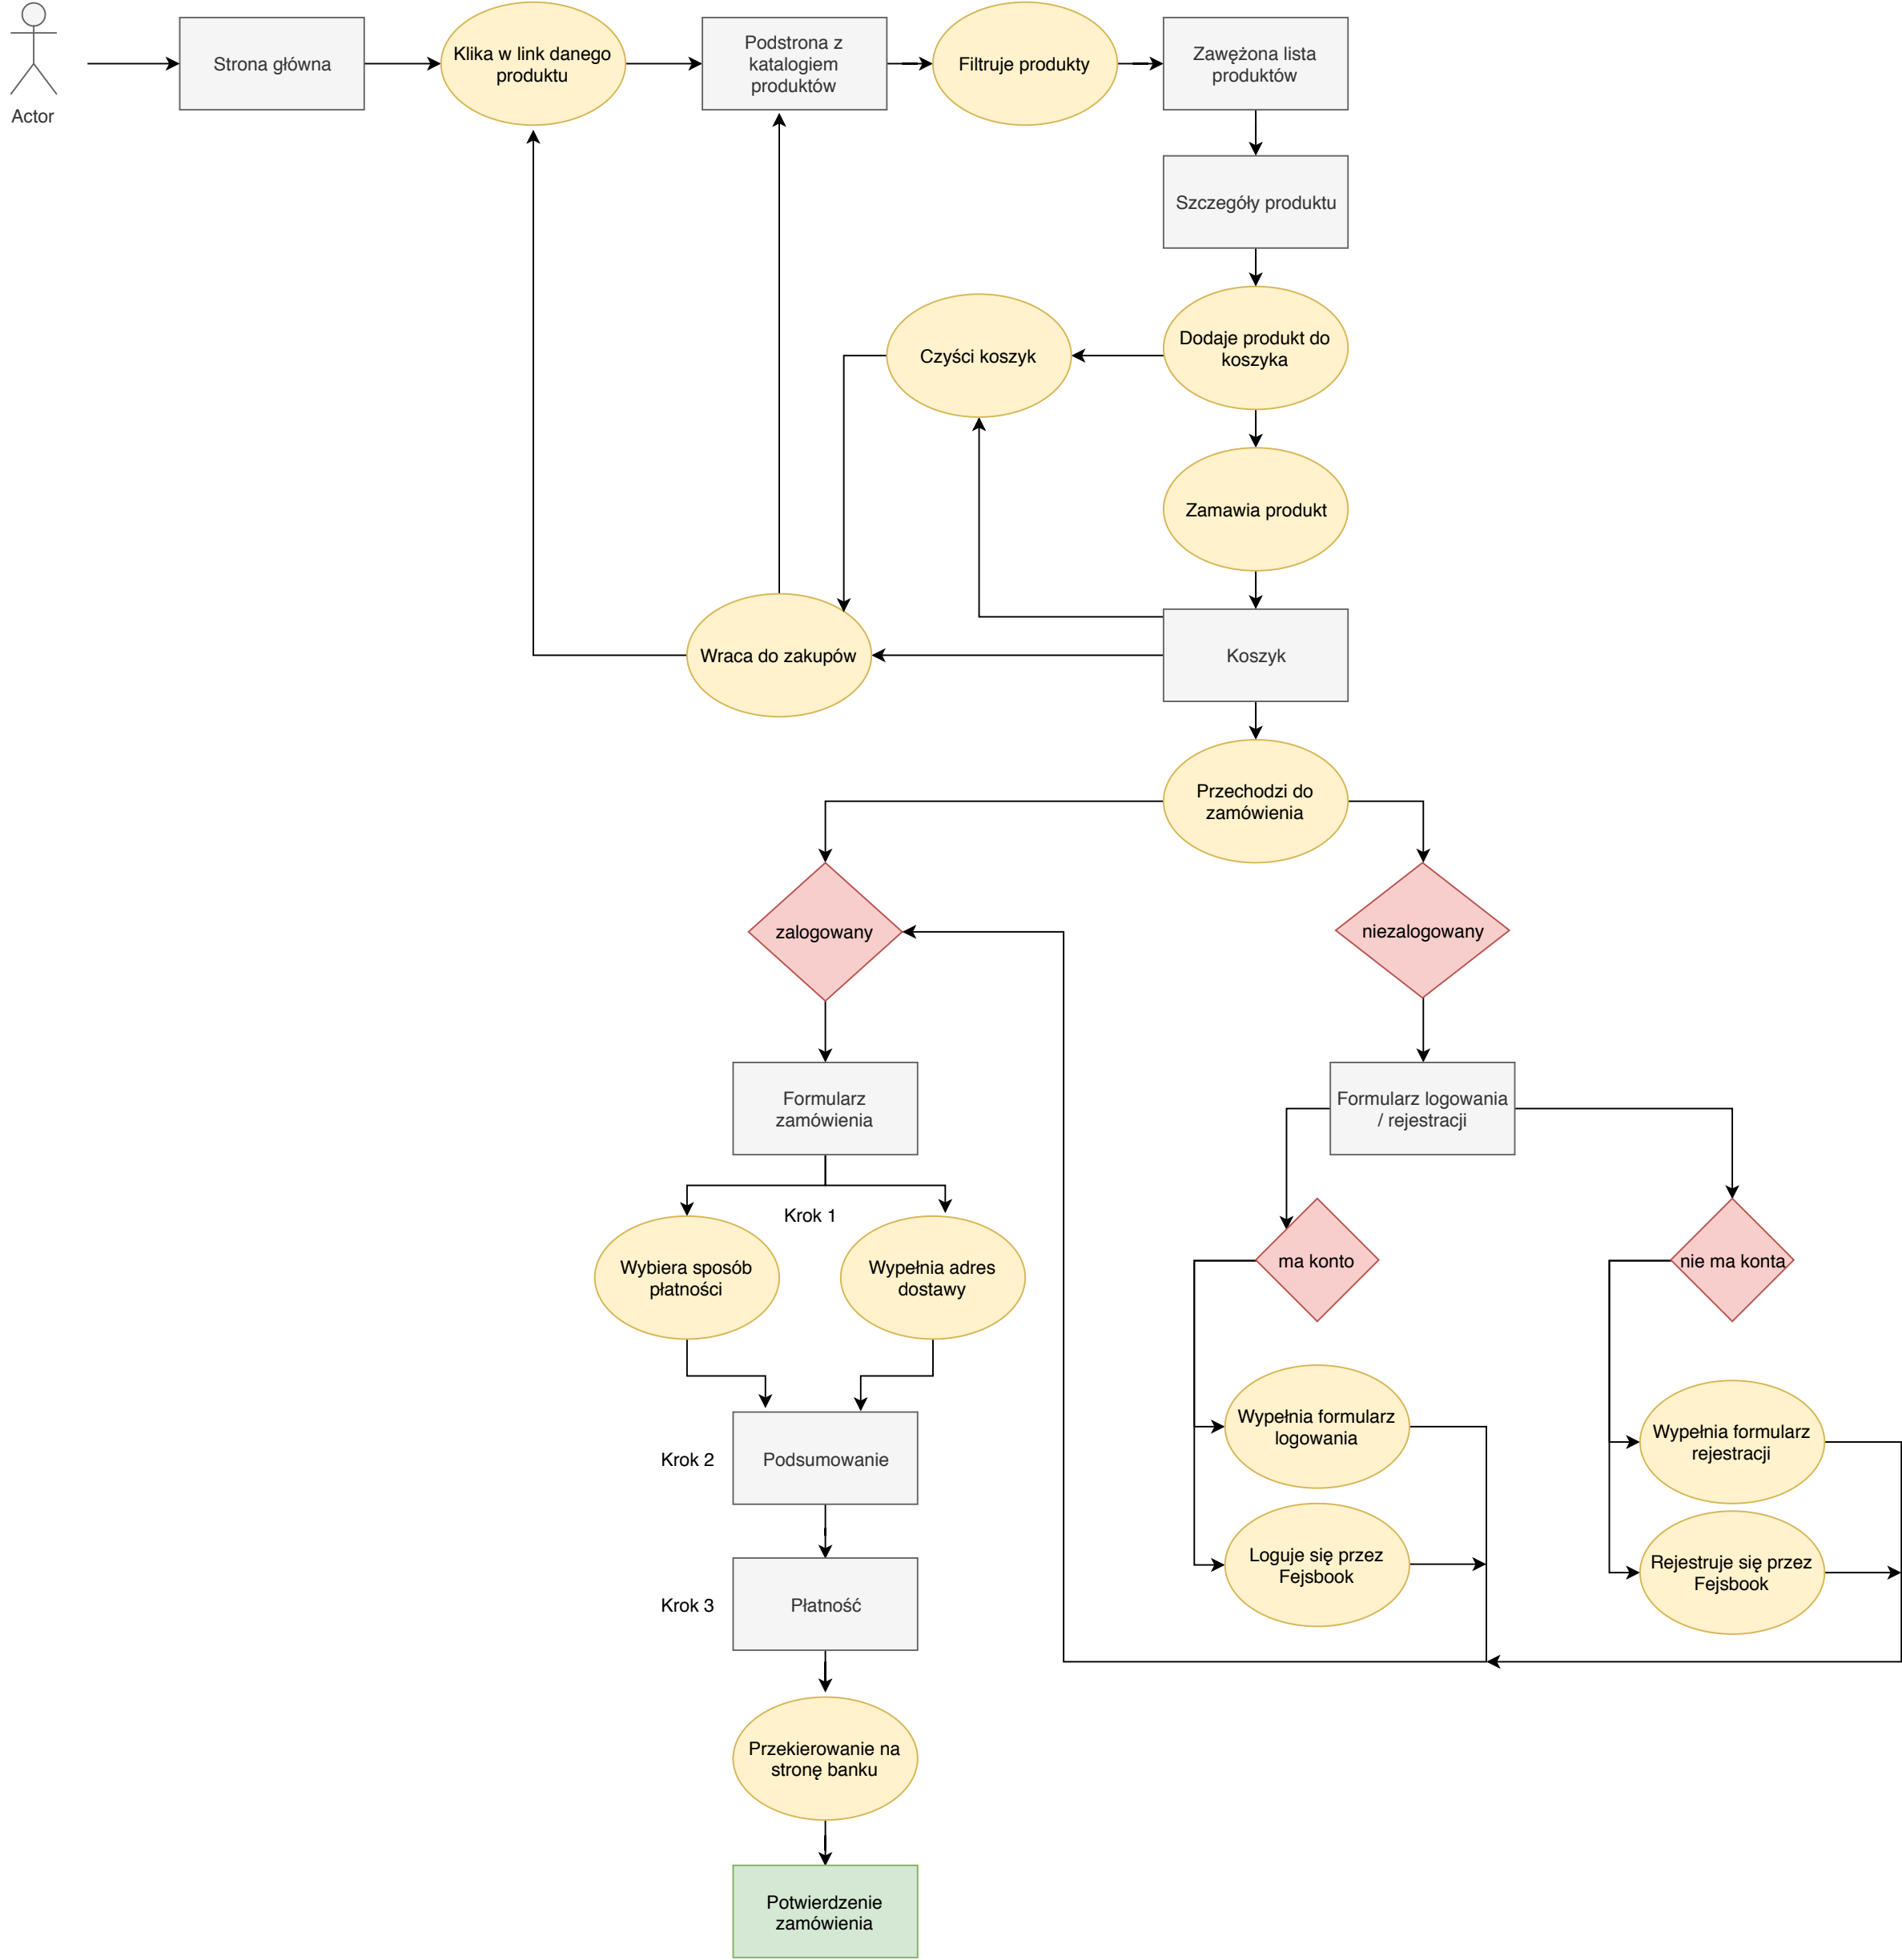 Actor
Strona główna
Klika w link danego
produktu
Podstrona z
katalogiem
produktów
Filtruje produkty
Zawężona lista
produktów
Szczegóły produktu
Dodaje produkt do
koszyka
Czyści koszyk
Zamawia produkt
Wraca do zakupów
Koszyk
Przechodzi do
zamówienia
zalogowany
niezalogowany
Formularz
zamówienia
Formularz logowania
/ rejestracji
Krok 1
Wybiera sposób
płatności
Wypełnia adres
dostawy
ma konto
nie ma konta
Wypełnia formularz
logowania
Wypełnia formularz
rejestracji
Krok 2
Podsumowanie
Loguje się przez
Fejsbook
Rejestruje się przez
Fejsbook
Krok 3
Płatność
Przekierowanie na
stronę banku
Potwierdzenie
zamówienia